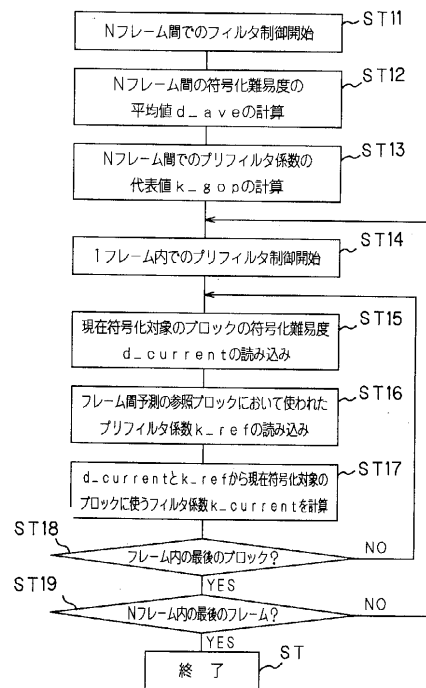 ST11
Nフレーム間でのフィルタ制御開始
ST12
Nフレーム間の符号化難易度の
平均値d_aveの計算
ST13
Nフレーム間でのプリフィルタ係数の
代表値k_gopの計算
ST14
1フレーム内でのプリフィルタ制御開始
ST15
現在符号化対象のブロックの符号化難易度
d_currentの読み込み
ST16
フレーム間予測の参照ブロックにおいて使われた
プリフィルタ係数k_refの読み込み
ST17
d_currentとk_refから現在符号化対象の
ブロックに使うフィルタ係数k_currentを計算
ST18
フレーム内の最後のブロック?
NO
YES
ST19
Nフレーム内の最後のフレーム?
NO
YES
ST
終 了